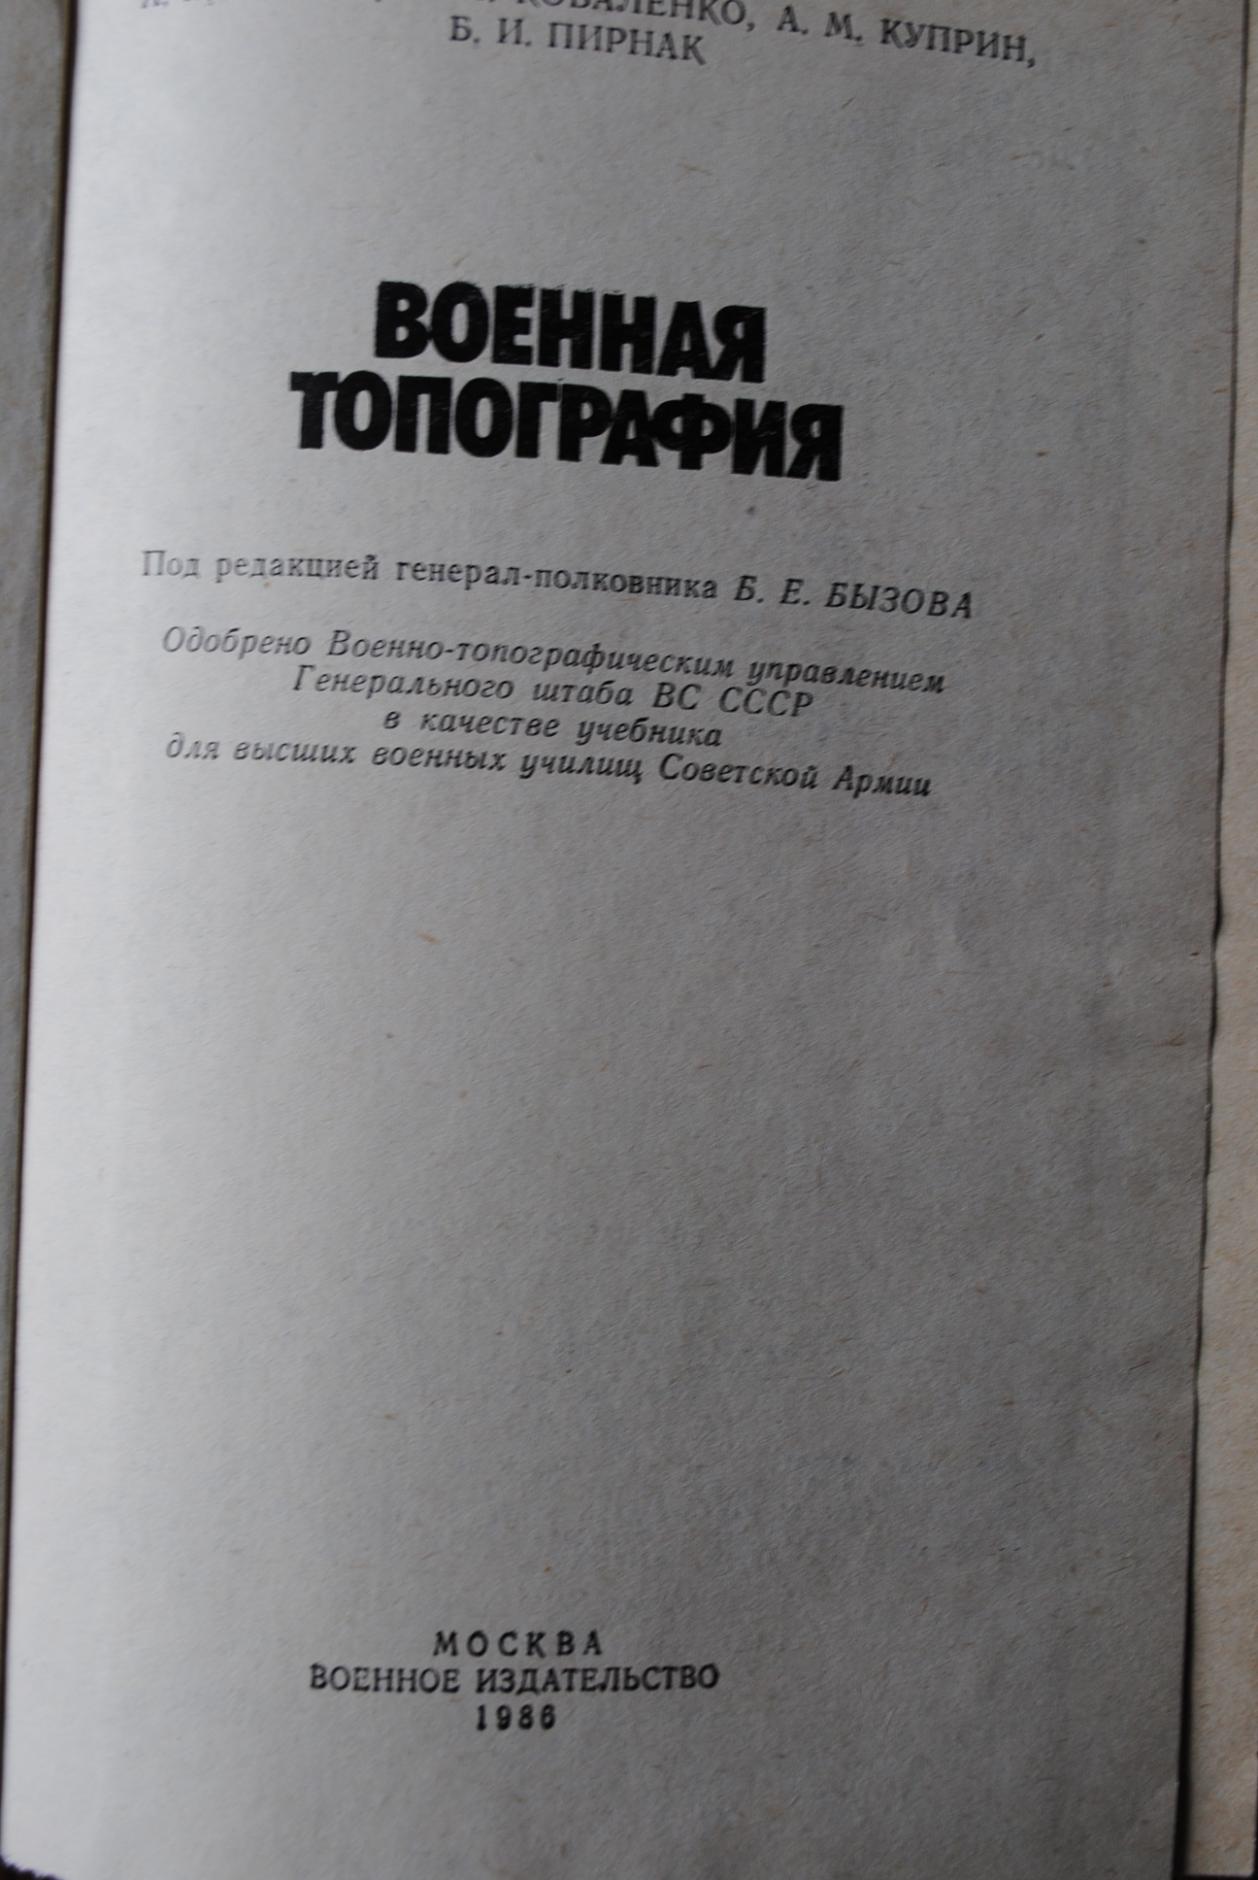 КОВАЛЕНКО, А. М. КУПРИН,
Б. И. ПИРНАК
ВОЕННАЯ
ТОПОГРАФИЯ
Под редакцией генерал-полковника Б. Е. БЫЗОВА
Одобрено Военно-топографическим управлением
Генерального штаба ВС СССР
в качестве учебника
для высших военных училищ Советской Армии
МОСКВА
ВОЕННОЕ ИЗДАТЕЛЬСТВО
1986